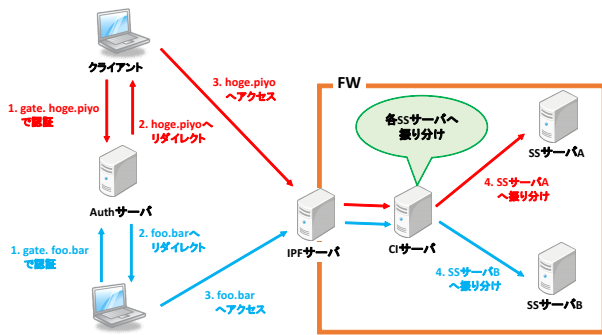 クライアント
1. gate. hoge.piyo
で認証
2. hoge.piyoへ
リダイレクト
3. hoge.piyo
へアクセス
FW
各SSサーバへ
振り分け
SSサーバA
4. SSサーバA
へ振り分け
Authサーバ
IPFサーバ
CIサーバ
1. gate. foo.bar
で認証
2. foo.barへ
リダイレクト
3. foo.bar
へアクセス
4. SSサーバB
へ振り分け
SSサーバB